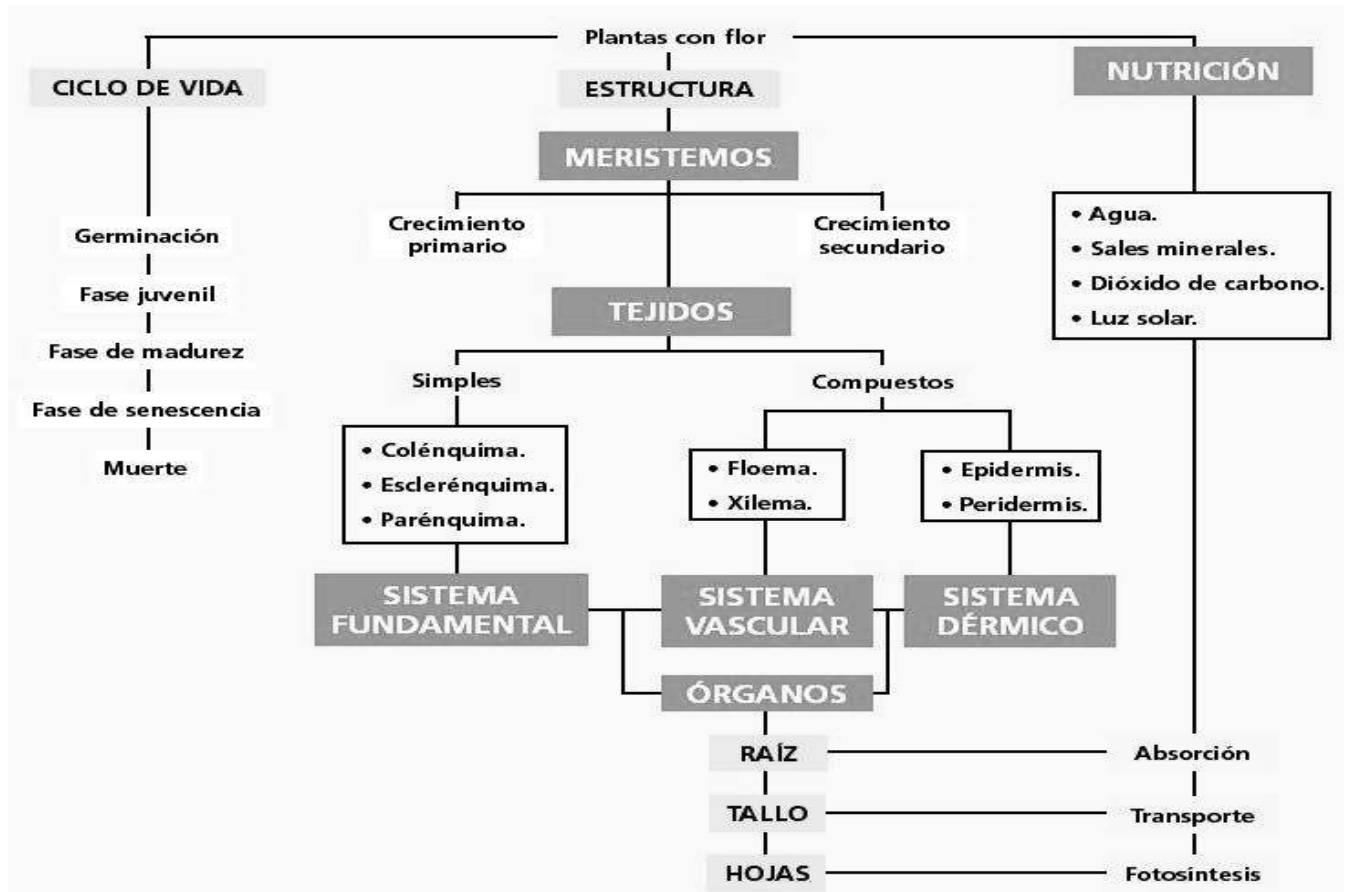 Plantas con flor
CICLO DE VIDA
ESTRUCTURA
NUTRICIÓN
MERISTEMOS
Crecimiento
primario
Crecimiento
secundario
Germinación
Fase juvenil
Fase de madurez
Fase de senescencia
Muerte
• Agua.
• Sales minerales.
• Dióxido de carbono.
• Luz solar.
TEJIDOS
Simples
Compuestos
• Colénquima.
• Esclerénquima.
• Parénquima.
• Floema.
• Xilema.
• Epidermis.
• Peridermis.
SISTEMA
FUNDAMENTAL
SISTEMA
VASCULAR
SISTEMA
DÉRMICO
ÓRGANOS
RAÍZ
Absorción
TALLO
Transporte
HOJAS
Fotosíntesis